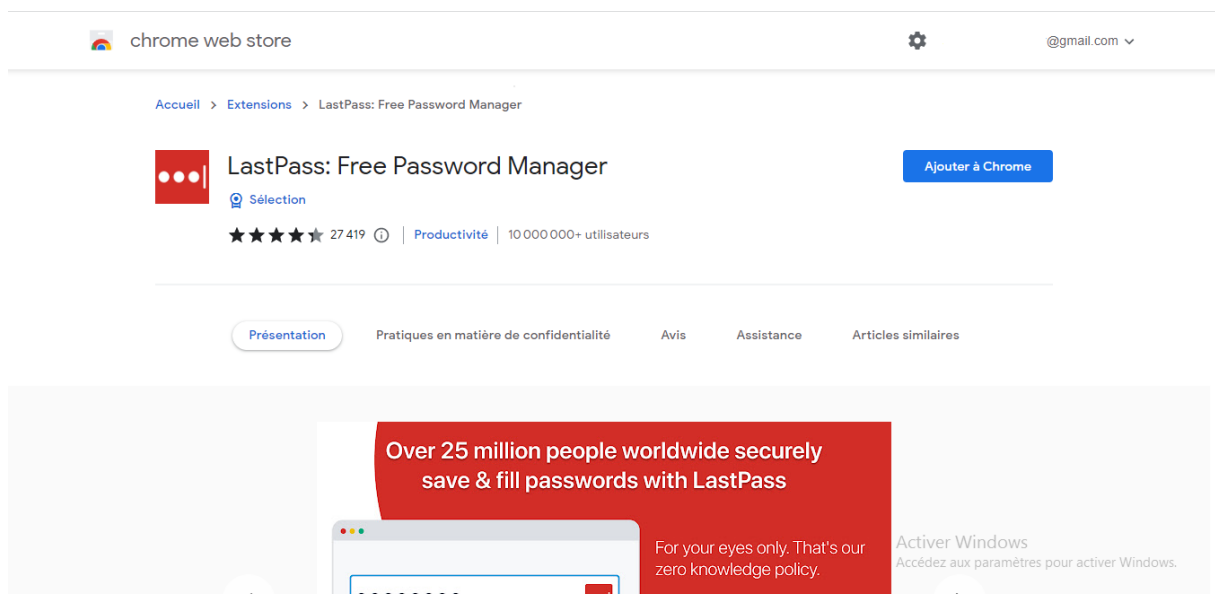 chrome web store
@gmail.com
Accueil > Extensions > LastPass: Free Password Manager
LastPass: Free Password Manager
Ajouter à Chrome
Sélection
27 419
Productivité
10 000 000+ utilisateurs
Présentation
Pratiques en matière de confidentialité
Avis
Assistance
Articles similaires
Over 25 million people worldwide securely
save & fill passwords with LastPass
For your eyes only. That's our
zero knowledge policy.
Activer Windows
Accédez aux paramètres pour activer Windows.